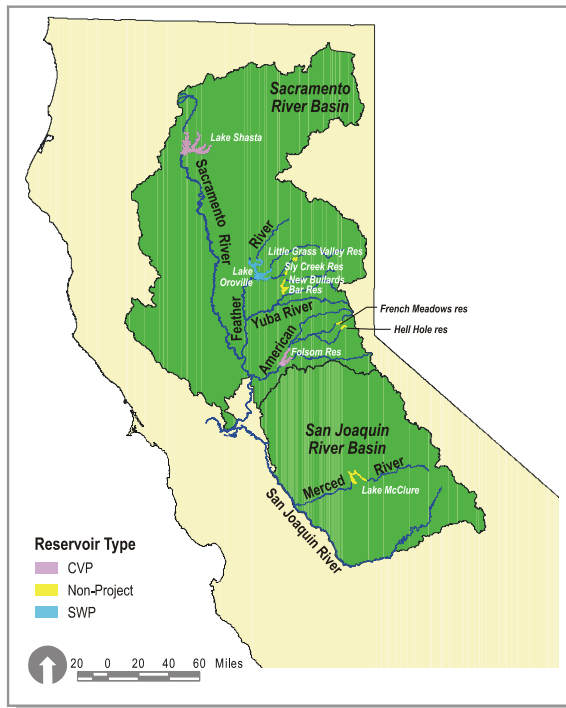 Sacramento
River Basin
Lake Shasta
Sacramento River
River
Little Grass Valley Res
Sly Creek Res
Lake
Oroville
New Bullards
Bar Res
Feather
Yuba River
French Meadows res
Hell Hole res
American
Folsom Res
San Joaquin
River Basin
Merced River
Lake McClure
San Joaquin River
Reservoir Type
CVP
Non-Project
SWP
20 0 20 40 60 Miles